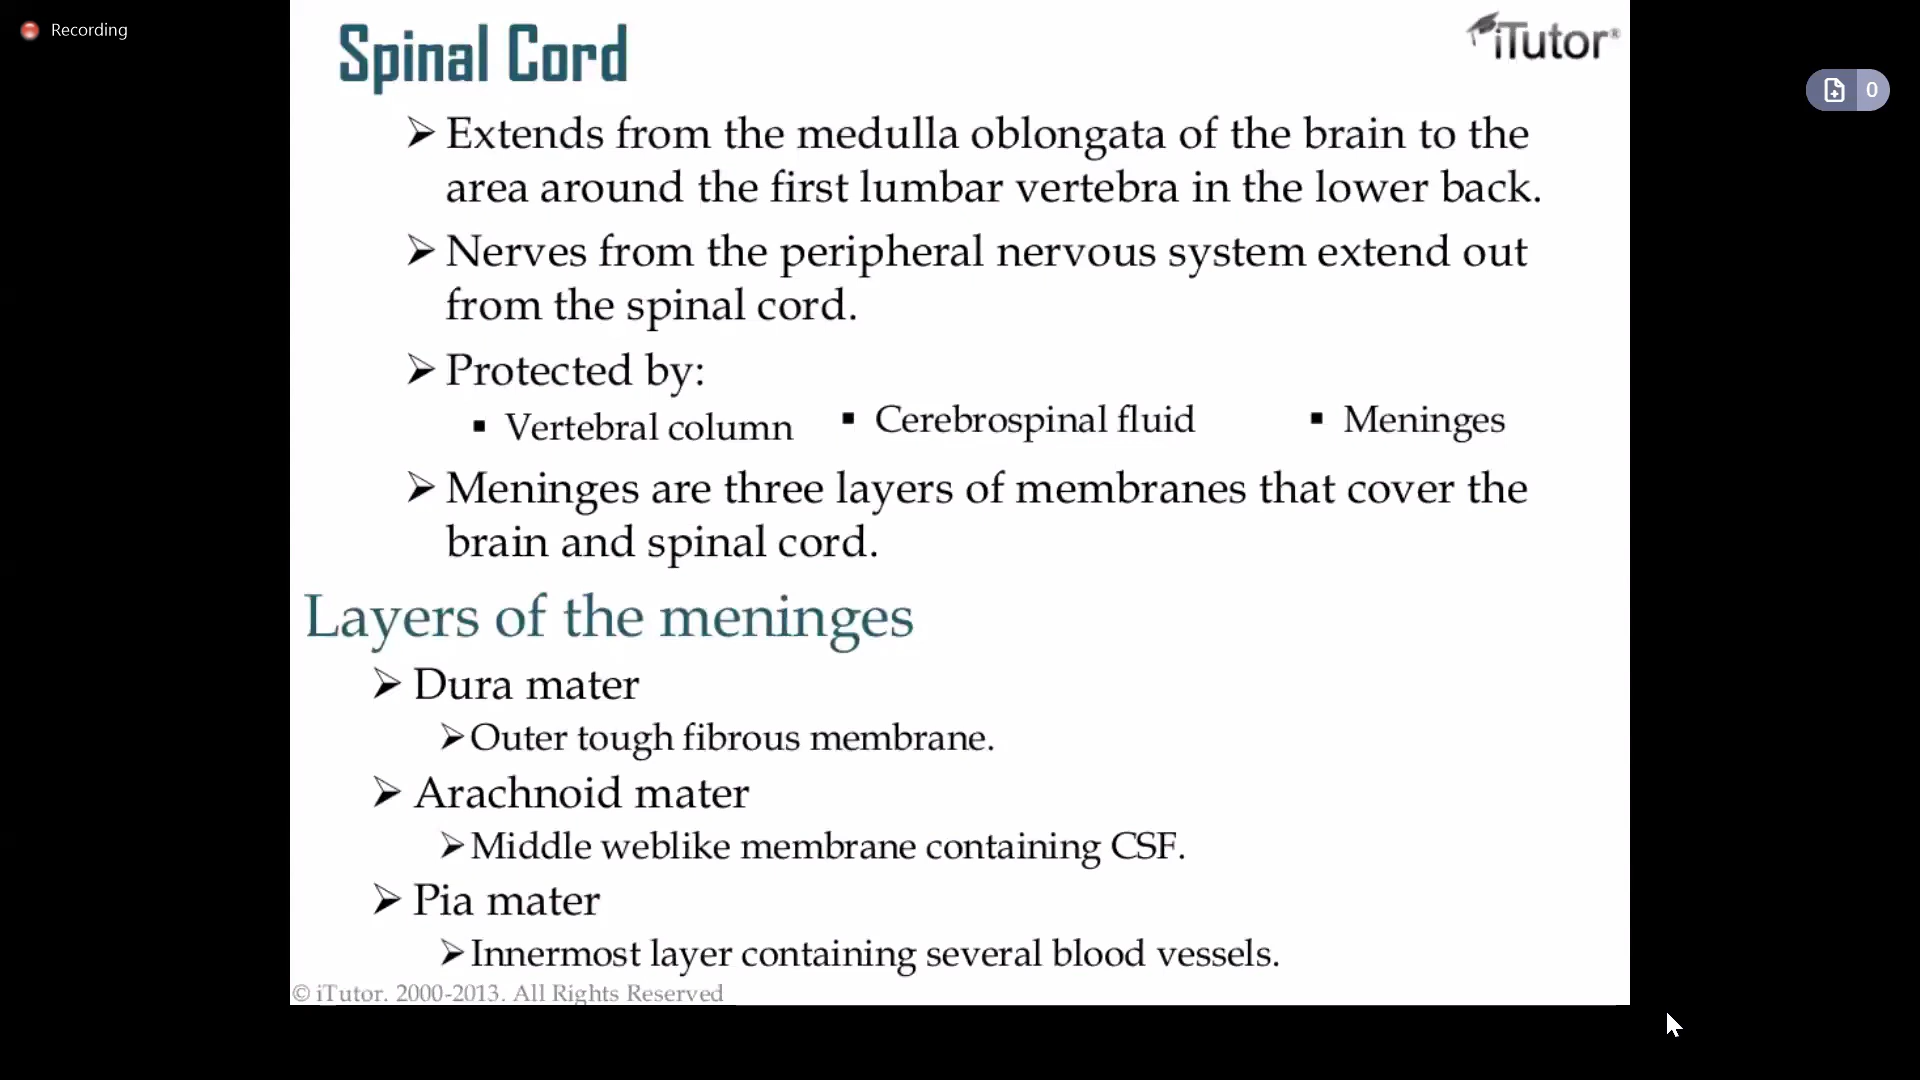 Recording
Spinal Cord
iTutor®
0
➢ Extends from the medulla oblongata of the brain to the
area around the first lumbar vertebra in the lower back.
➢ Nerves from the peripheral nervous system extend out
from the spinal cord.
➢ Protected by:
▪ Vertebral column ▪ Cerebrospinal fluid ▪ Meninges
➢ Meninges are three layers of membranes that cover the
brain and spinal cord.
Layers of the meninges
➢ Dura mater
➢ Outer tough fibrous membrane.
➢ Arachnoid mater
➢ Middle weblike membrane containing CSF.
➢ Pia mater
➢ Innermost layer containing several blood vessels.
© iTutor. 2000-2013. All Rights Reserved